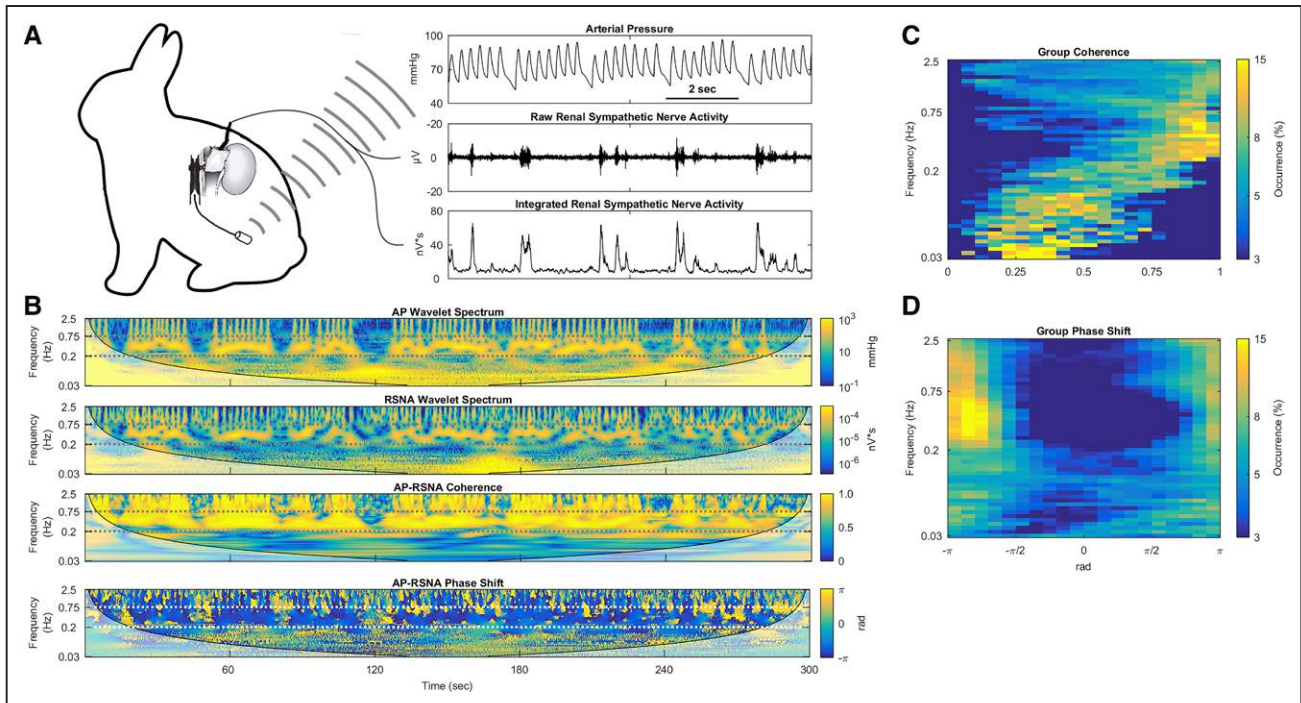 A
Arterial Pressure
100
70
40
mmHg
2 sec
Raw Renal Sympathetic Nerve Activity
-20
0
20
-20
µV
Integrated Renal Sympathetic Nerve Activity
80
40
0
nV*s
B
AP Wavelet Spectrum
2.5
0.75
0.2
0.03
Frequency (Hz)
10^3
10
10^-1
mmHg
RSNA Wavelet Spectrum
2.5
0.75
0.2
0.03
Frequency (Hz)
10^-4
10^-5
10^-6
nV*s
AP-RSNA Coherence
2.5
0.75
0.2
0.03
Frequency (Hz)
1.0
0.5
0
AP-RSNA Phase Shift
2.5
0.75
0.2
0.03
Frequency (Hz)
π
0
-π
rad
60
120
180
240
300
Time (sec)
C
Group Coherence
2.5
0.75
0.2
0.03
Frequency (Hz)
0
0.25
0.5
0.75
1
15
8
5
3
Occurrence (%)
D
Group Phase Shift
2.5
0.75
0.2
0.03
Frequency (Hz)
-π
-π/2
0
π/2
π
rad
15
8
5
3
Occurrence (%)